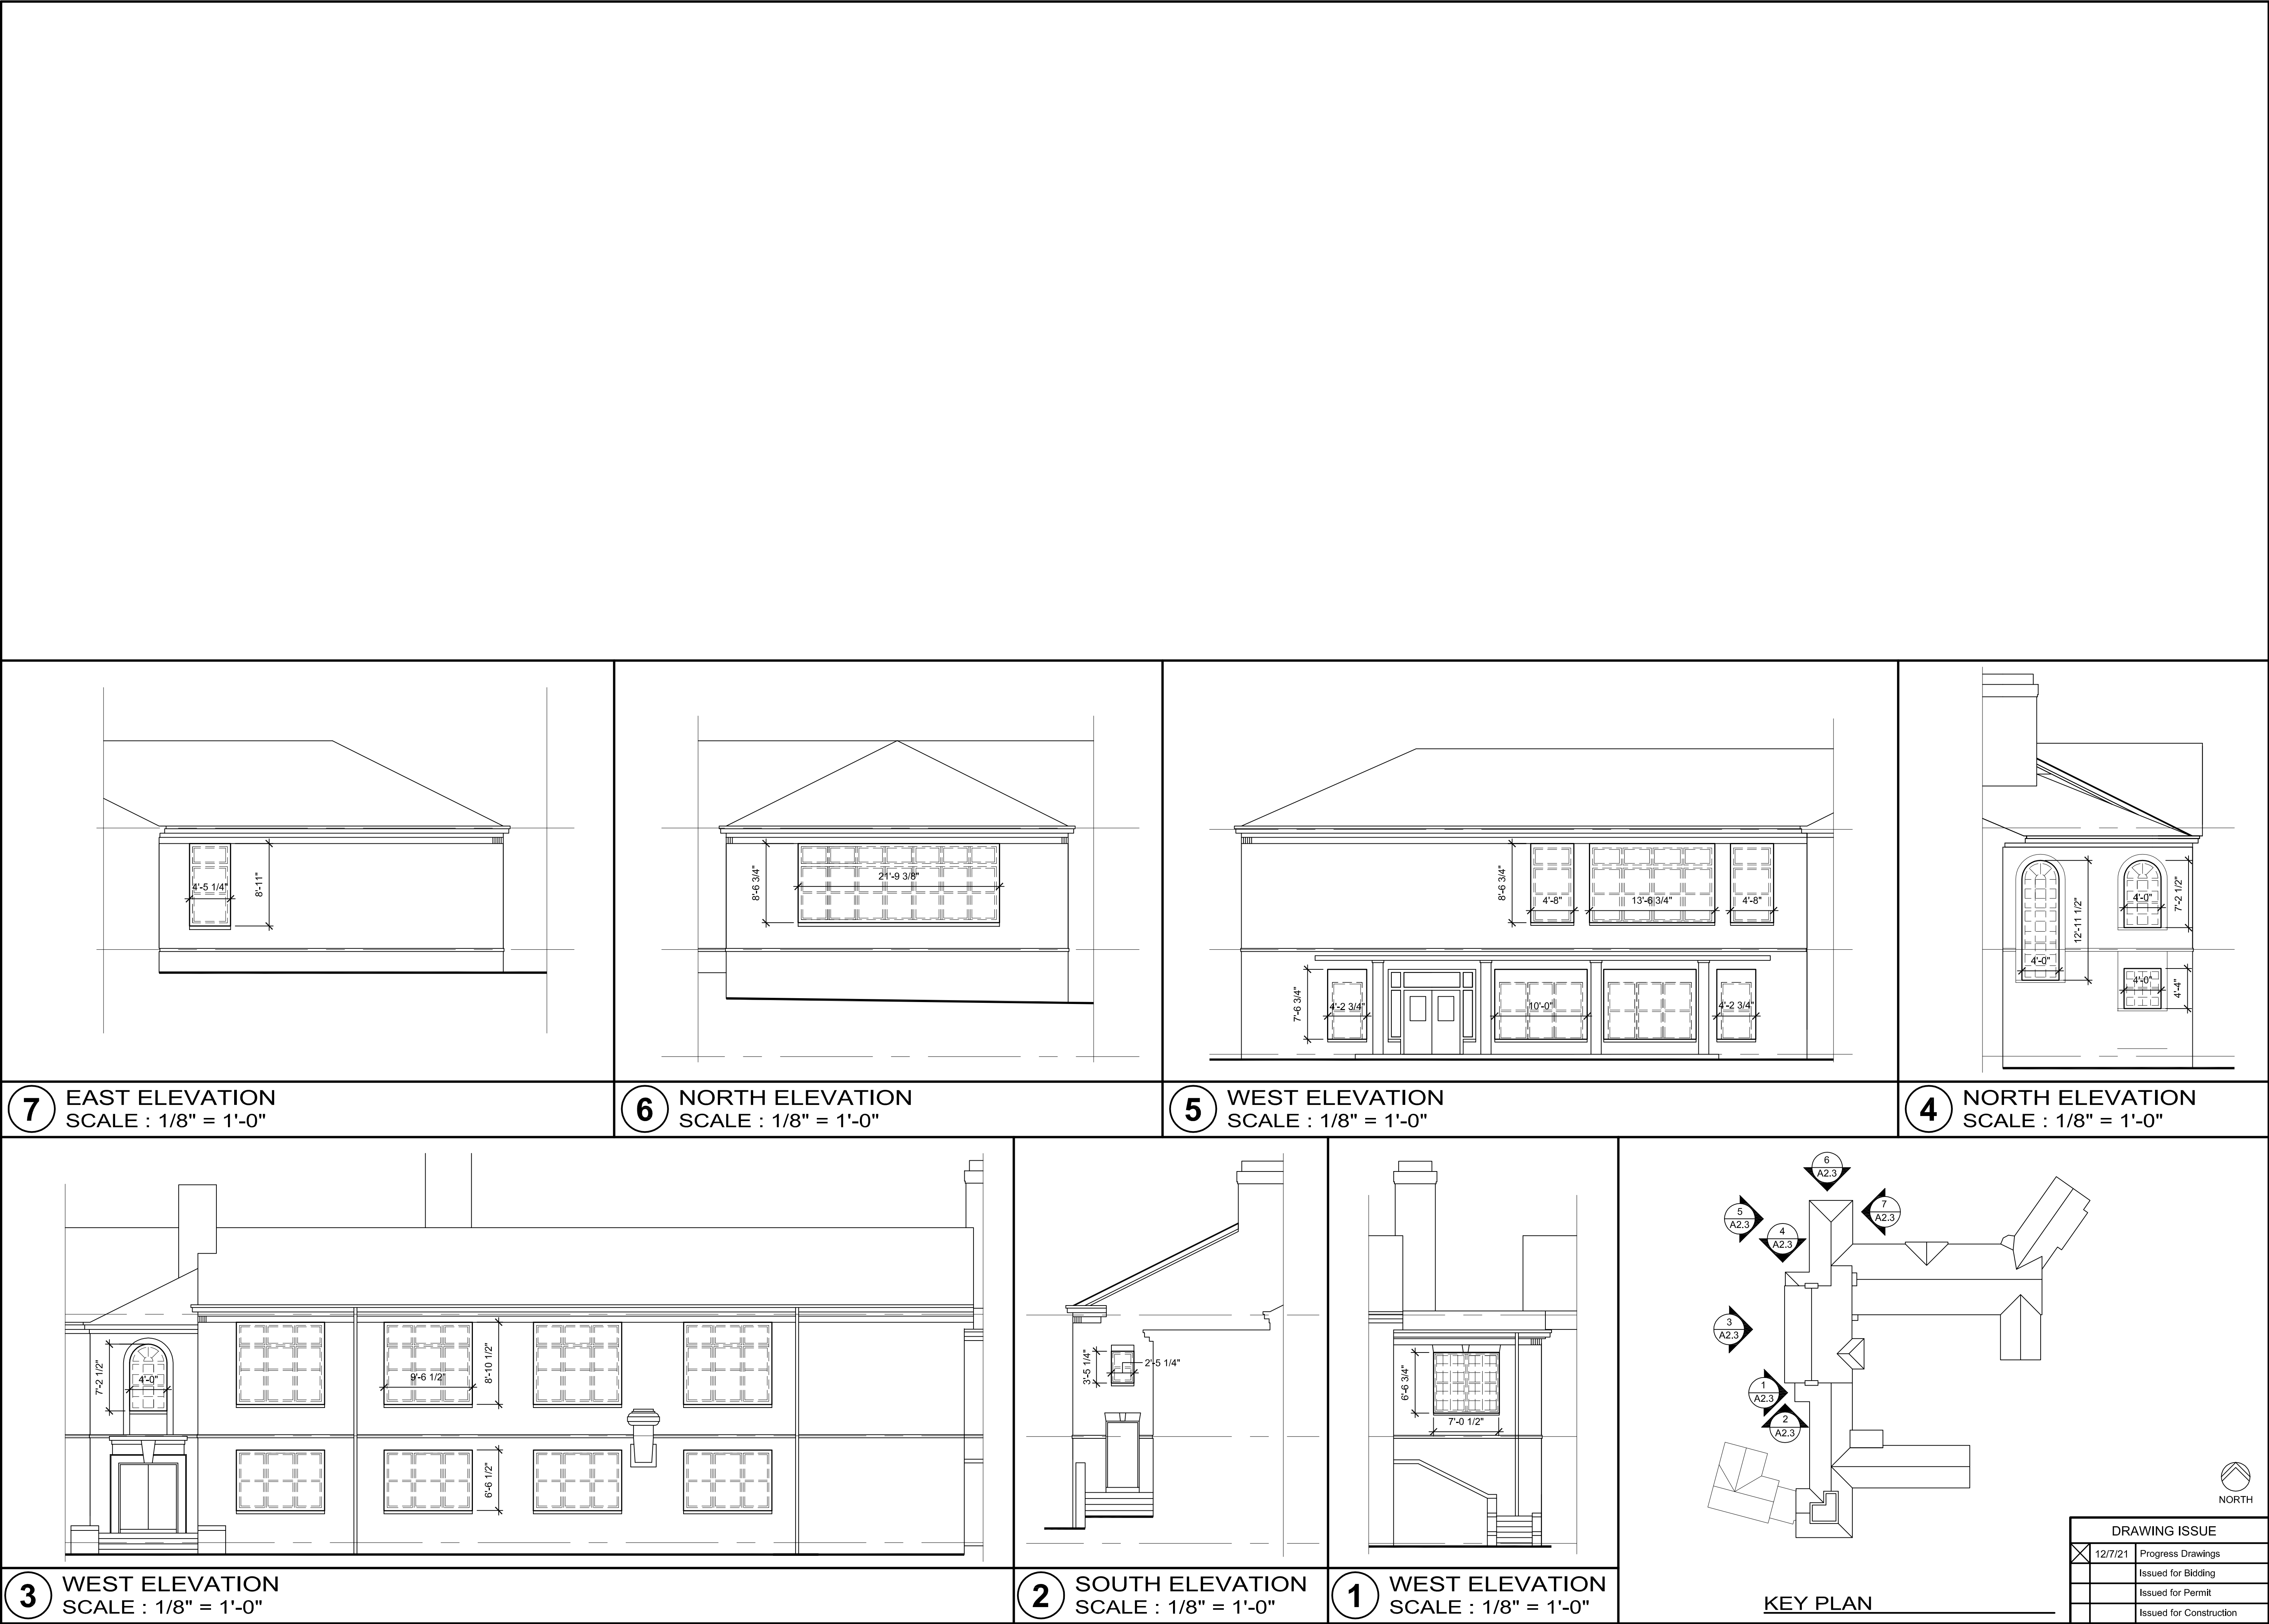 4'-5 1/4"
8'-11"
7
EAST ELEVATION
SCALE : 1/8" = 1'-0"
8'-6 3/4"
21'-9 3/8"
6
NORTH ELEVATION
SCALE : 1/8" = 1'-0"
8'-6 3/4"
4'-8"
13'-6 3/4"
4'-8"
7'-6 3/4"
4'-2 3/4"
10'-0"
4'-2 3/4"
5
WEST ELEVATION
SCALE : 1/8" = 1'-0"
4'-0"
7'-2 1/2"
12'-11 1/2"
4'-0"
4'-0"
4'-4"
4
NORTH ELEVATION
SCALE : 1/8" = 1'-0"
7'-2 1/2"
4'-0"
9'-6 1/2"
8'-10 1/2"
6'-6 1/2"
3
WEST ELEVATION
SCALE : 1/8" = 1'-0"
3'-5 1/4"
2'-5 1/4"
2
SOUTH ELEVATION
SCALE : 1/8" = 1'-0"
6'-6 3/4"
7'-0 1/2"
1
WEST ELEVATION
SCALE : 1/8" = 1'-0"
6
A2.3
7
A2.3
5
A2.3
4
A2.3
3
A2.3
1
A2.3
2
A2.3
NORTH
KEY PLAN
DRAWING ISSUE
12/7/21 Progress Drawings
Issued for Bidding
Issued for Permit
Issued for Construction